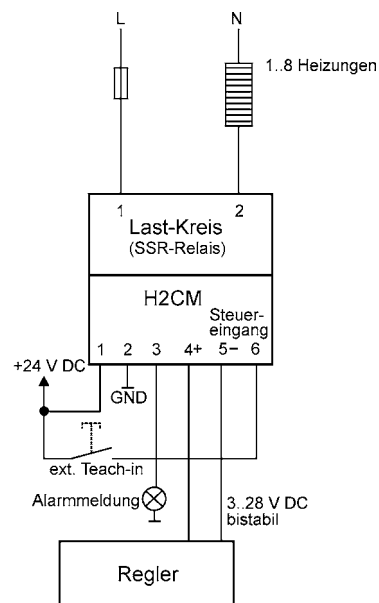 L N
1..8 Heizungen
1 2
Last-Kreis
(SSR-Relais)
H2CM
Steuer-
eingang
1 2 3 4+ 5− 6
+24 V DC
GND
ext. Teach-in
Alarmmeldung
3..28 V DC
bistabil
Regler